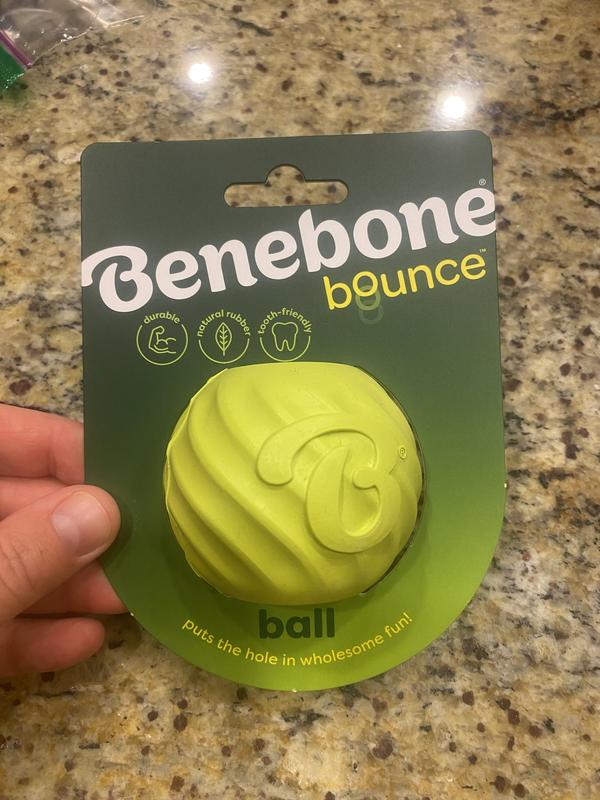 Benebone®
bounce™
durable
natural rubber
tooth-friendly
B®
ball
puts the hole in wholesome fun!